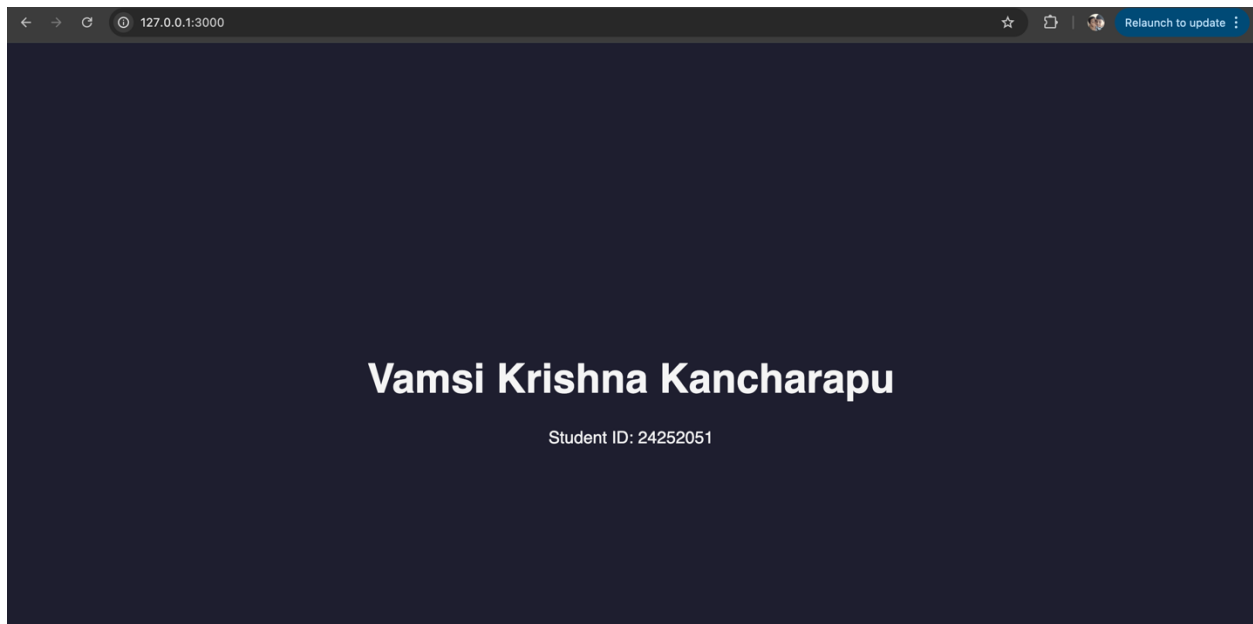 127.0.0.1:3000
Relaunch to update
Vamsi Krishna Kancharapu
Student ID: 24252051